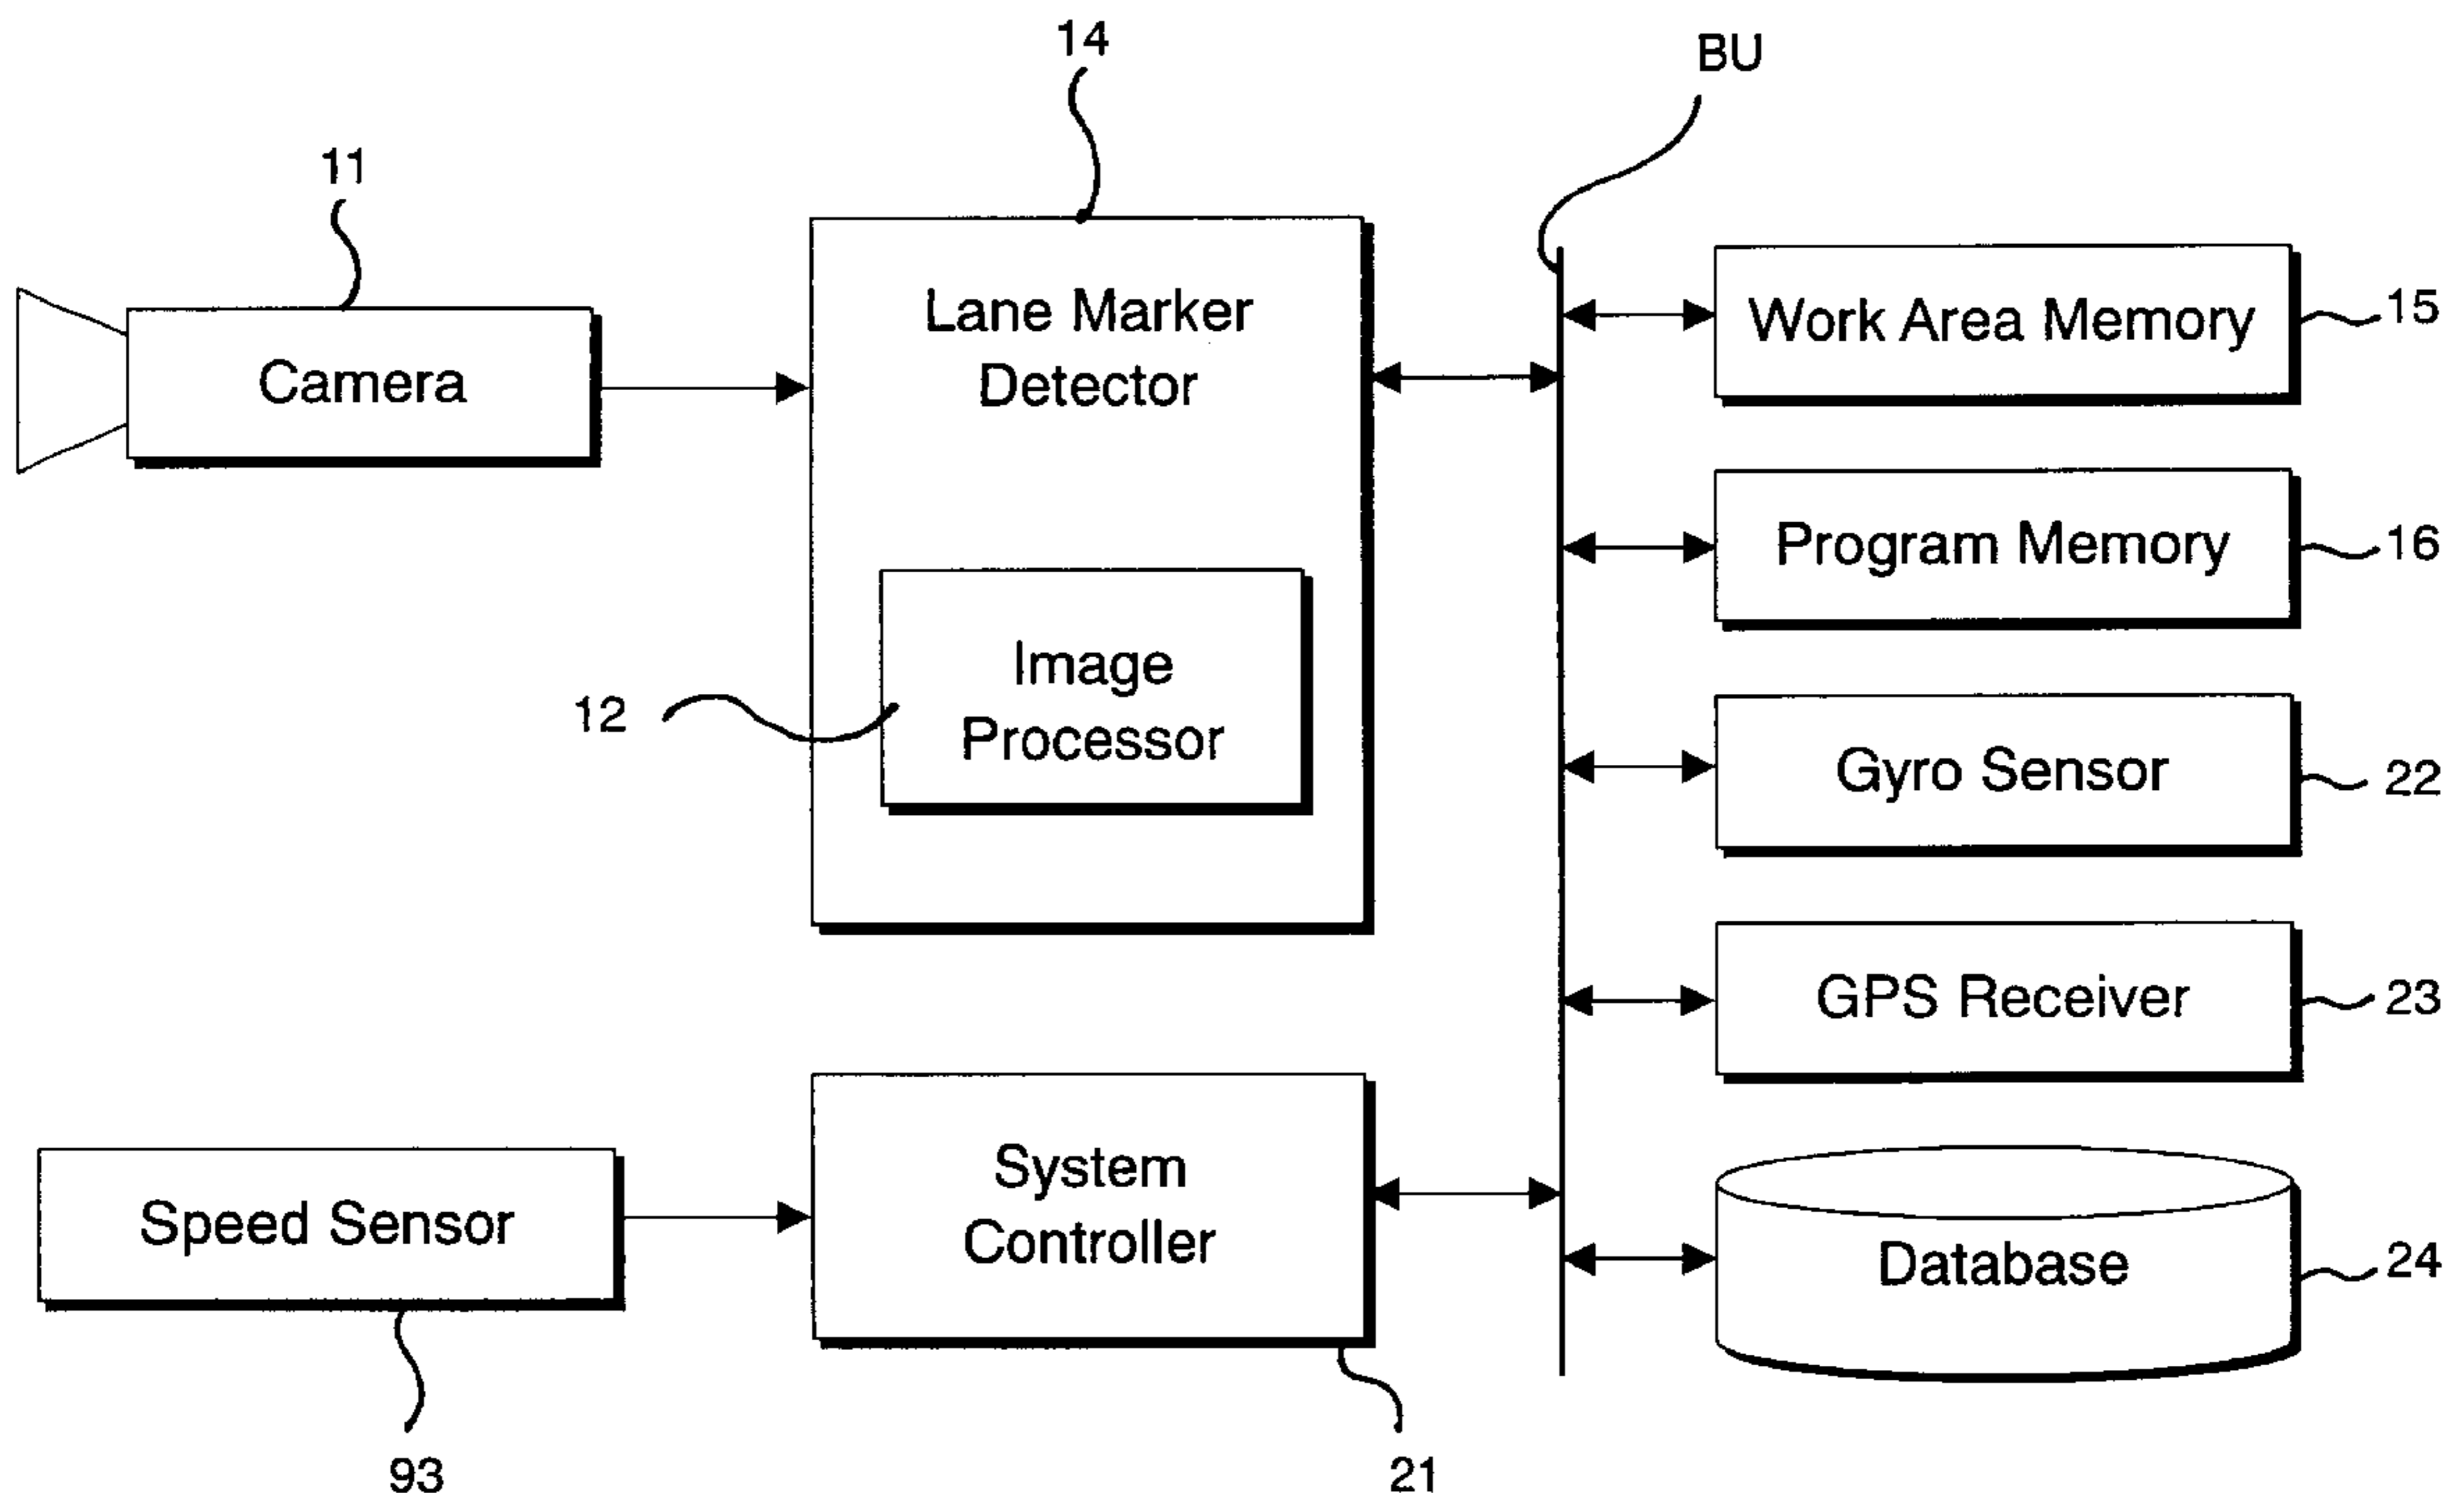 14
BU
11
Lane Marker
Detector
Camera
Work Area Memory
15
Program Memory
16
Image
Processor
12
Gyro Sensor
22
GPS Receiver
23
System
Controller
Speed Sensor
Database
24
93
21